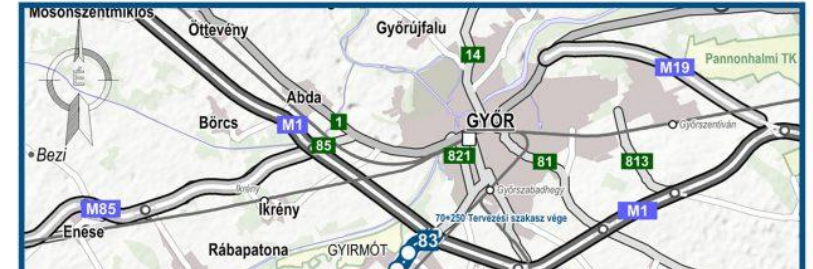 Mosonszentmiklós
Öttevény
Győrújfalu
14
Pannonhalmi TK
M19
É
Abda
1
Börcs
M1
GYŐR
Győrszentiván
85
821
81
813
Bezi
Ikrény
Győrszabadhegy
M85
Ikrény
M1
70+250 Tervezési szakasz vége
Enese
83
Rábapatona
GYIRMÓT